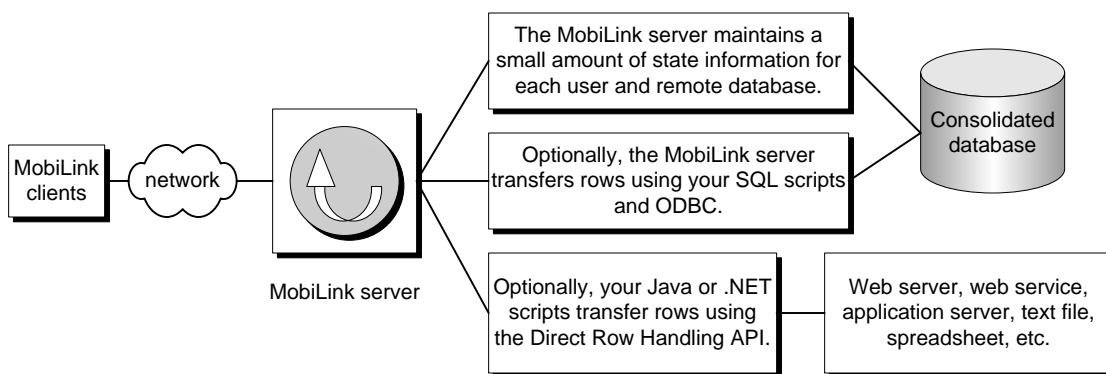 MobiLink
clients
network
MobiLink server
The MobiLink server maintains a
small amount of state information for
each user and remote database.
Optionally, the MobiLink server
transfers rows using your SQL scripts
and ODBC.
Optionally, your Java or .NET
scripts transfer rows using
the Direct Row Handling API.
Consolidated
database
Web server, web service,
application server, text file,
spreadsheet, etc.